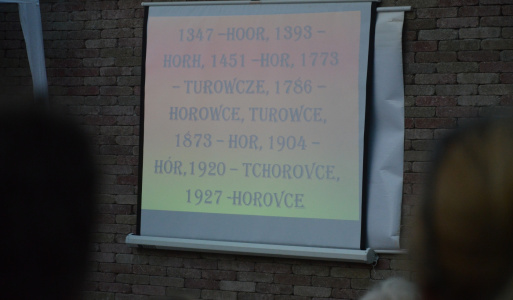 1347 –HOOR, 1393 –
HORH, 1451 –HOR, 1773
– TUROWCZE, 1786 –
HOROWCE, TUROWCE,
1873 – HOR, 1904 –
HÓR,1920 – TCHOROVCE,
1927 -HOROVCE